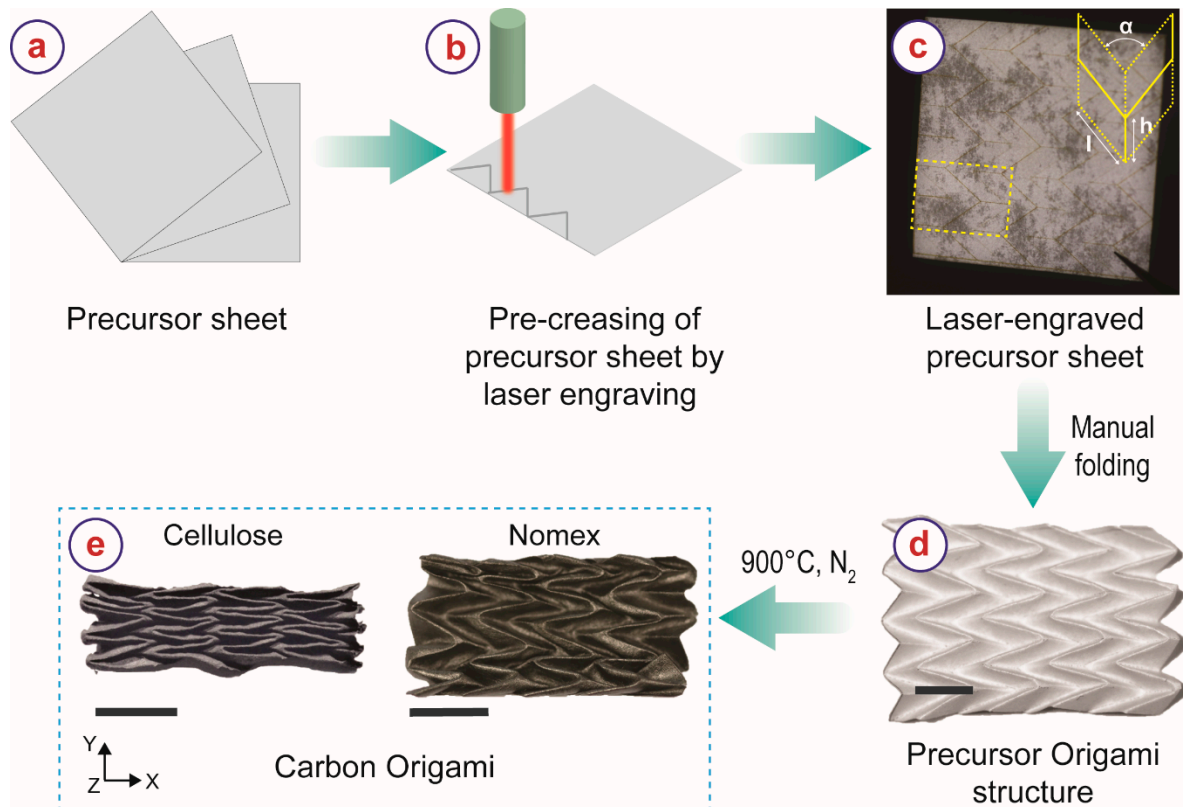 a
b
c
α
h
l
Precursor sheet
Pre-creasing of
precursor sheet by
laser engraving
Laser-engraved
precursor sheet
Manual
folding
e
Cellulose
Nomex
900°C, N₂
d
Y
Z
X
Carbon Origami
Precursor Origami
structure